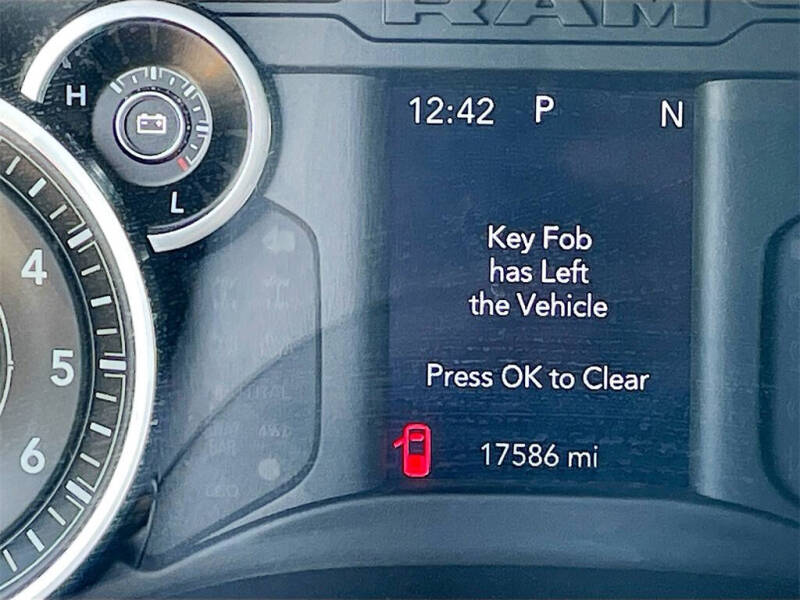 RAM
H
L
4
5
6
12:42 P N
Key Fob
has Left
the Vehicle
Press OK to Clear
17586 mi